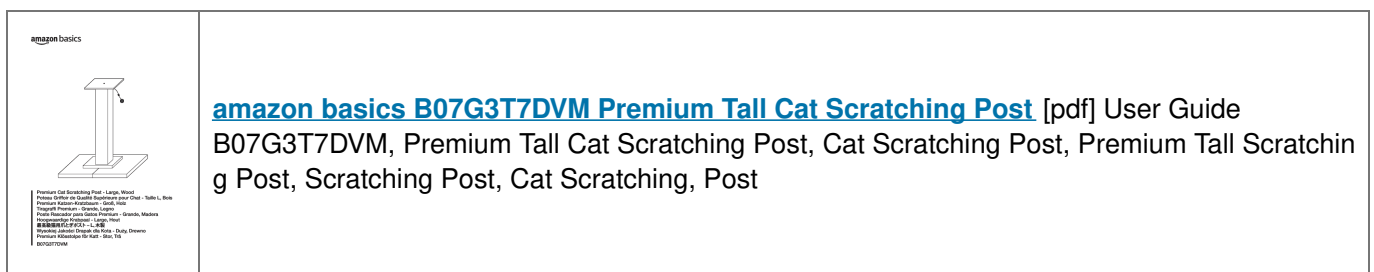 amazon basics
Premium Cat Scratching Post - Large, Wood
Poteau Griffoir de Qualité Supérieure pour Chat - Taille L, Bois
Premium Katzen-Kratzbaum - Groß, Holz
Tiragraffi Premium - Grande, Legno
Poste Rascador para Gatos Premium - Grande, Madera
Hoogwaardige Krabpaal - Large, Hout
Wysokiej Jakości Drapak dla Kota - Duży, Drewno
Premium Klösstolpe för Katt - Stor, Trä
B07G3T7DVM
amazon basics B07G3T7DVM Premium Tall Cat Scratching Post [pdf] User Guide
B07G3T7DVM, Premium Tall Cat Scratching Post, Cat Scratching Post, Premium Tall Scratchin
g Post, Scratching Post, Cat Scratching, Post